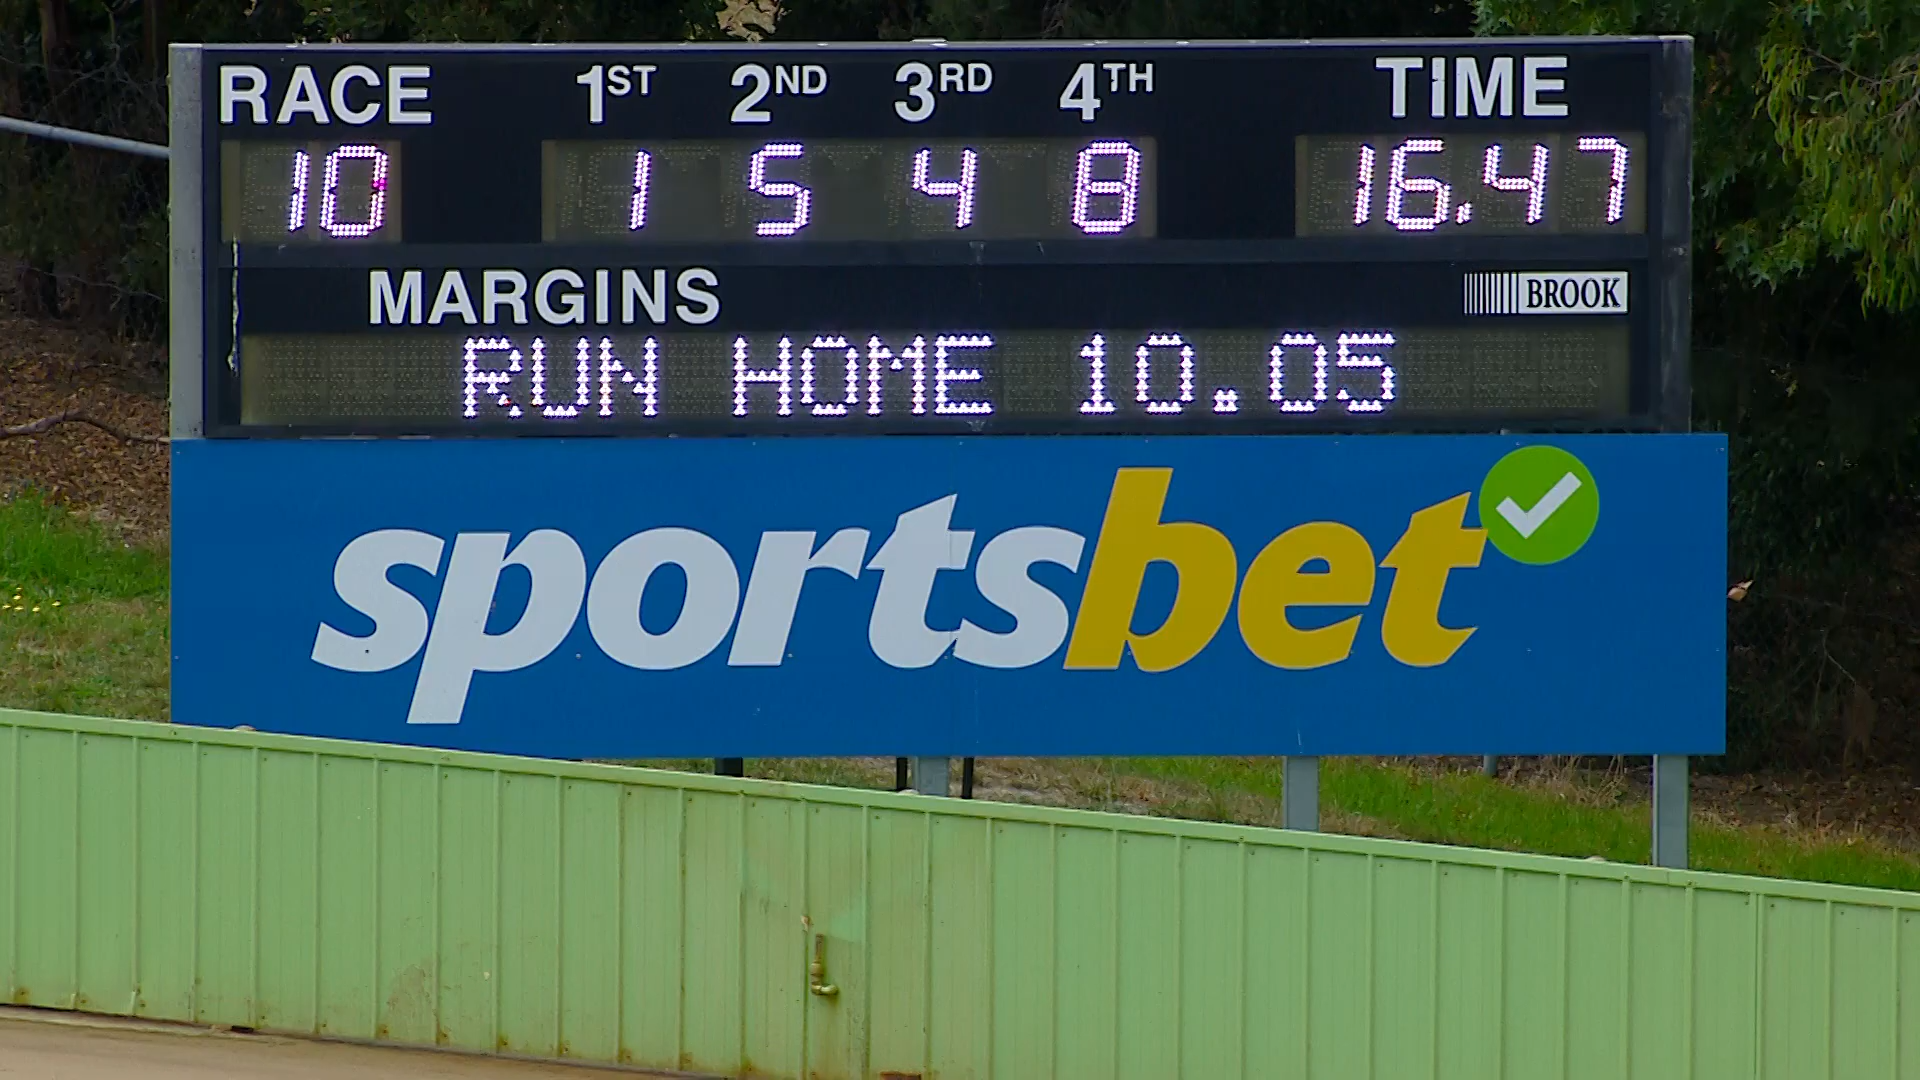 RACE 1ST 2ND 3RD 4TH TIME
10 1 5 4 8 16.47
MARGINS BROOK
RUN HOME 10.05
sportsbet